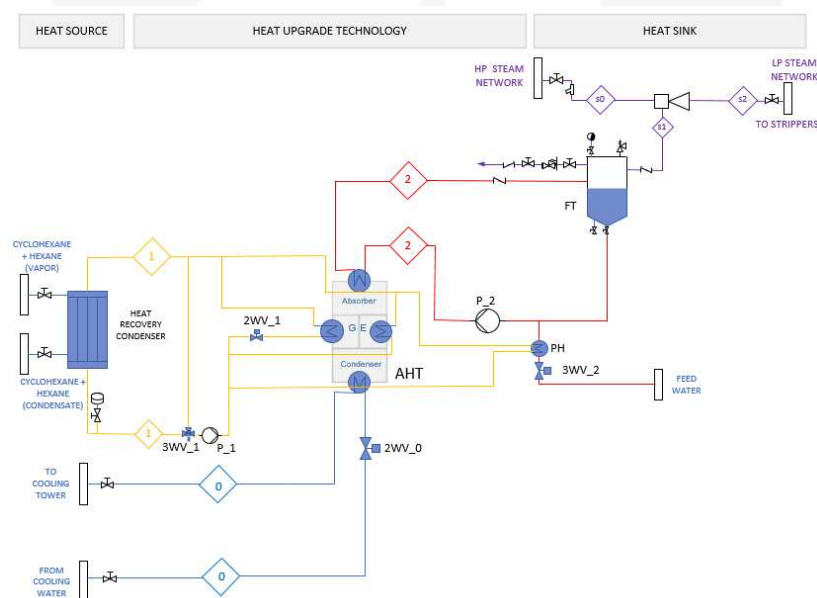 HEAT SOURCE
HEAT UPGRADE TECHNOLOGY
HEAT SINK
HP STEAM
NETWORK
LP STEAM
NETWORK
s0
s2
s1
TO STRIPPERS
2
FT
2
CYCLOHEXANE
+ HEXANE
(VAPOR)
1
HEAT
RECOVERY
CONDENSER
Absorber
2WV_1
G E
P_2
PH
Condenser
AHT
3WV_2
FEED
WATER
CYCLOHEXANE +
HEXANE
(CONDENSATE)
1
3WV_1
P_1
2WV_0
TO
COOLING
TOWER
0
FROM
COOLING
WATER
0